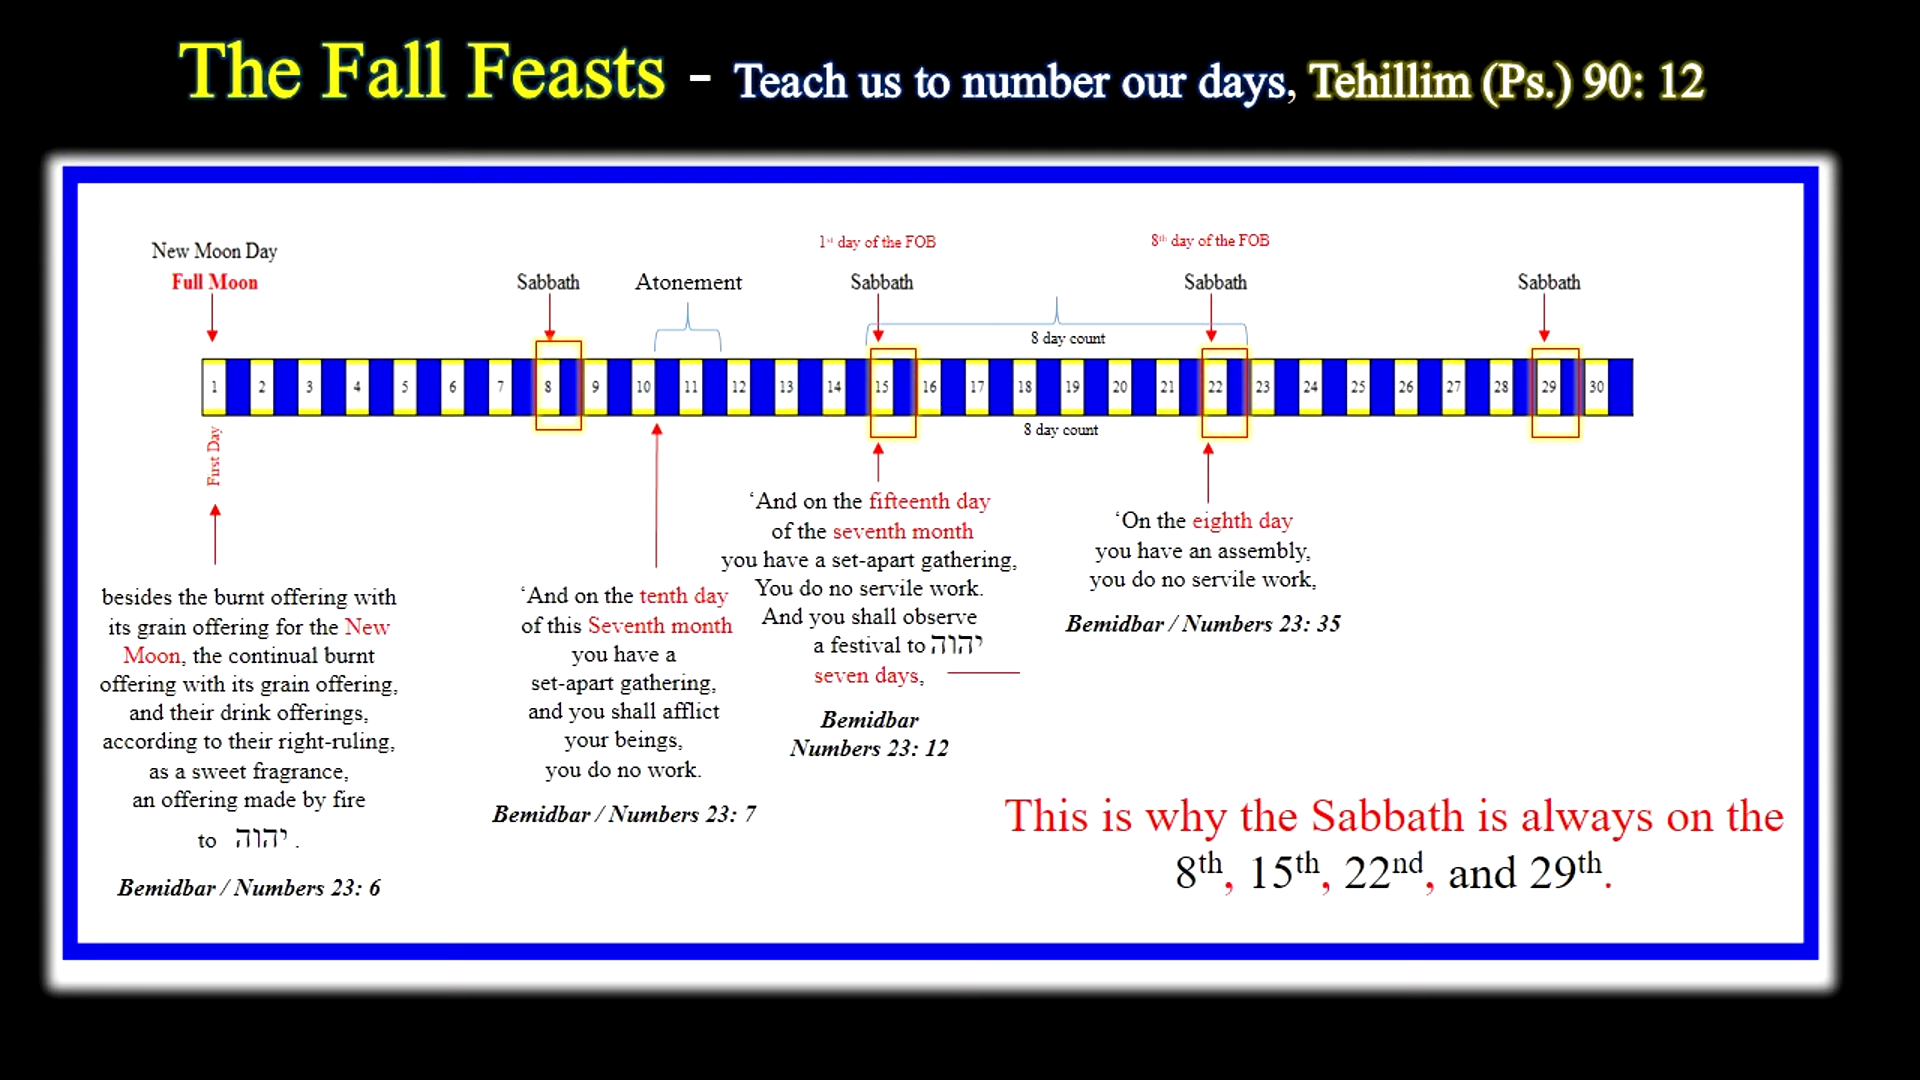 The Fall Feasts - Teach us to number our days, Tehillim (Ps.) 90: 12
New Moon Day
Full Moon
Sabbath
Atonement
1st day of the FOB
Sabbath
8th day of the FOB
Sabbath
Sabbath
8 day count
1 2 3 4 5 6 7 8 9 10 11 12 13 14 15 16 17 18 19 20 21 22 23 24 25 26 27 28 29 30
8 day count
First Day
besides the burnt offering with
its grain offering for the New
Moon, the continual burnt
offering with its grain offering,
and their drink offerings,
according to their right-ruling,
as a sweet fragrance,
an offering made by fire
to יהוה .
Bemidbar / Numbers 23: 6
‘And on the tenth day
of this Seventh month
you have a
set-apart gathering,
and you shall afflict
your beings,
you do no work.
Bemidbar / Numbers 23: 7
‘And on the fifteenth day
of the seventh month
you have a set-apart gathering,
You do no servile work.
And you shall observe
a festival to יהוה
seven days,
Bemidbar
Numbers 23: 12
‘On the eighth day
you have an assembly,
you do no servile work,
Bemidbar / Numbers 23: 35
This is why the Sabbath is always on the
8th, 15th, 22nd, and 29th.